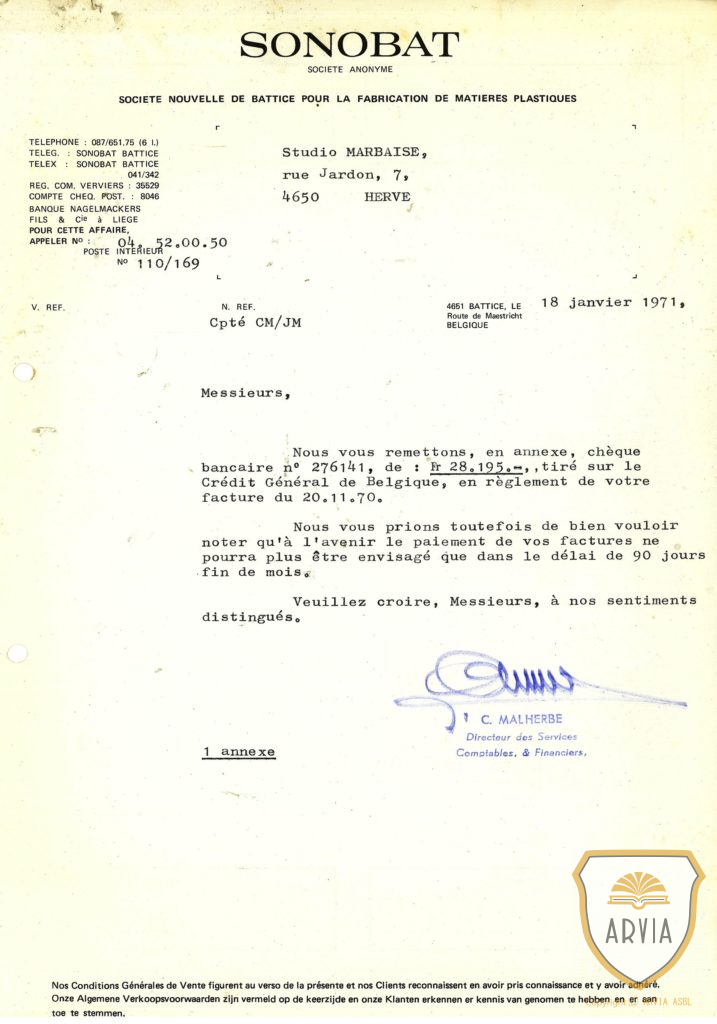 SONOBAT
SOCIETE ANONYME
SOCIETE NOUVELLE DE BATTICE POUR LA FABRICATION DE MATIERES PLASTIQUES
TELEPHONE : 087/651.75 (6 l.)
TELEG. : SONOBAT BATTICE
TELEX : SONOBAT BATTICE
041/342
REG. COM. VERVIERS : 35529
COMPTE CHEQ. POST. : 8046
BANQUE NAGELMACKERS
FILS & Cie à LIEGE
POUR CETTE AFFAIRE,
APPELER No : 04. 52.00.50
POSTE INTERIEUR
No 110/169
Studio MARBAISE,
rue Jardon, 7,
4650 HERVE
V. REF.
N. REF.
Cpté CM/JM
4651 BATTICE, LE 18 janvier 1971,
Route de Maestricht
BELGIQUE
Messieurs,
Nous vous remettons, en annexe, chèque
bancaire n° 276141, de : Fr 28.195.-,,tiré sur le
Crédit Général de Belgique, en règlement de votre
facture du 20.11.70.
Nous vous prions toutefois de bien vouloir
noter qu'à l'avenir le paiement de vos factures ne
pourra plus être envisagé que dans le délai de 90 jours
fin de mois.
Veuillez croire, Messieurs, à nos sentiments
distingués.
C. MALHERBE
Directeur des Services
Comptables, & Financiers,
1 annexe
ARVIA
Nos Conditions Générales de Vente figurent au verso de la présente et nos Clients reconnaissent en avoir pris connaissance et y avoir adhéré.
Onze Algemene Verkoopsvoorwaarden zijn vermeld op de keerzijde en onze Klanten erkennen er kennis van genomen te hebben en er aan
toe te stemmen.